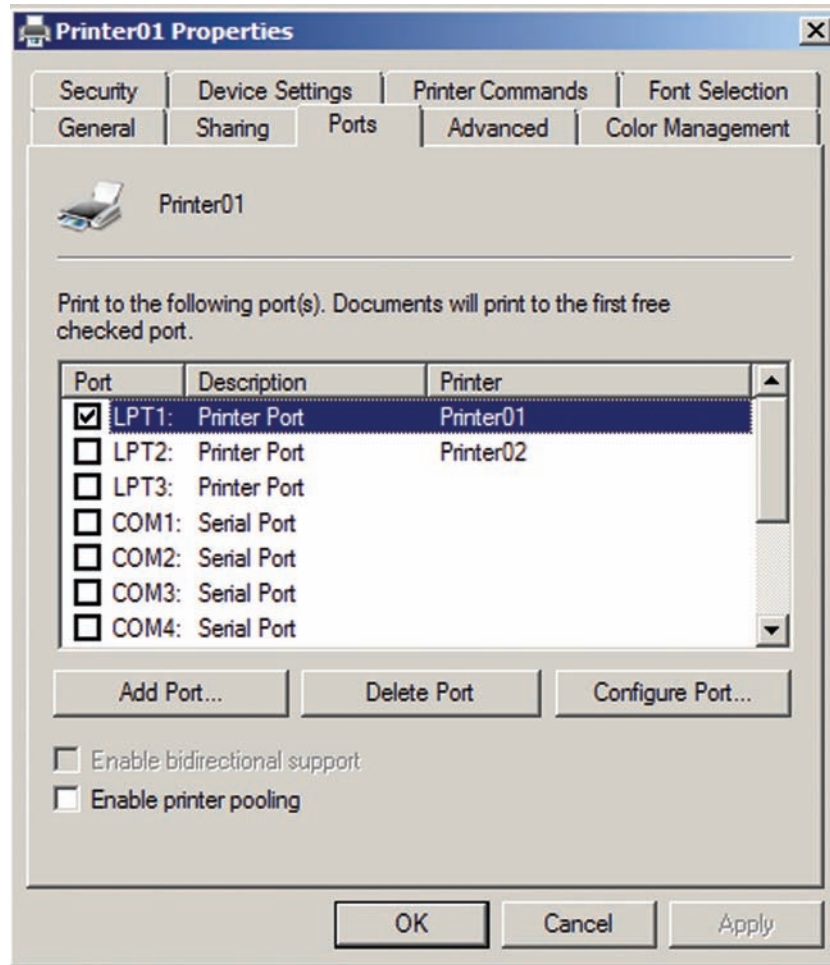 Printer01 Properties
Security Device Settings Printer Commands Font Selection
General Sharing Ports Advanced Color Management
Printer01
Print to the following port(s). Documents will print to the first free
checked port.
Port Description Printer
LPT1: Printer Port Printer01
LPT2: Printer Port Printer02
LPT3: Printer Port
COM1: Serial Port
COM2: Serial Port
COM3: Serial Port
COM4: Serial Port
Add Port... Delete Port Configure Port...
Enable bidirectional support
Enable printer pooling
OK Cancel Apply